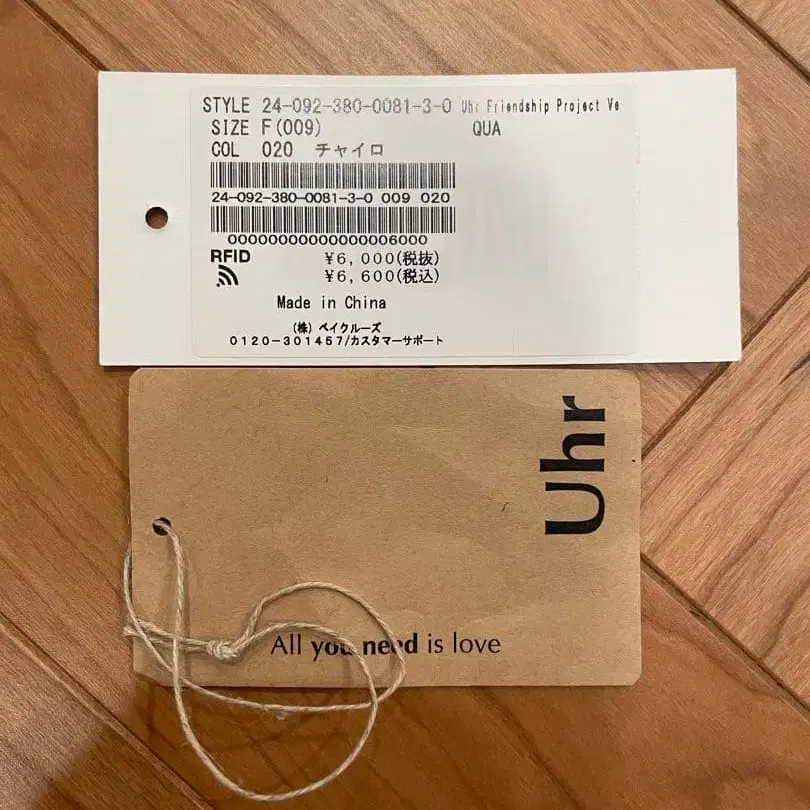 STYLE 24-092-380-0081-3-0 Uhr Friendship Project Ve
SIZE F(009) QUA
COL 020 チャイロ
24-092-380-0081-3-0 009 020
00000000000000006000
RFID ¥6,000(税抜)
¥6,600(税込)
Made in China
(株) ベイクルーズ
0120-301457/カスタマーサポート
Uhr
All you need is love